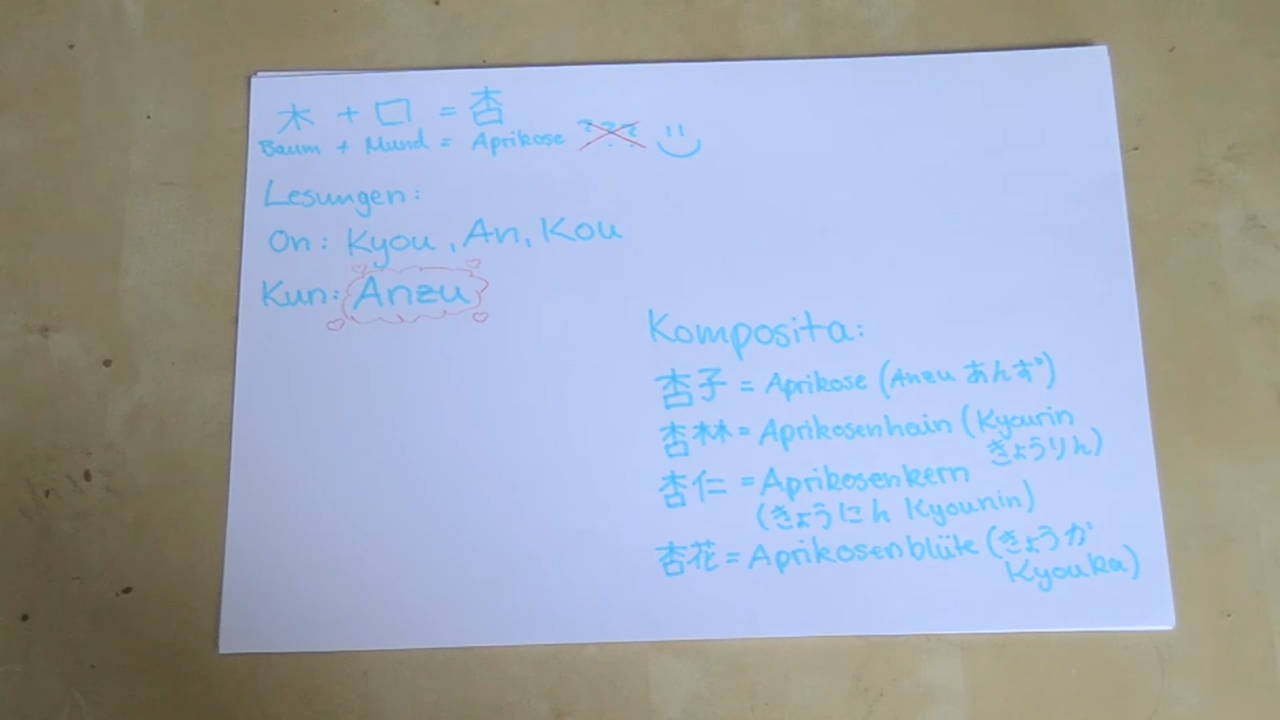 木 + 口 = 杏
Baum + Mund = Aprikose ???
Lesungen:
On: Kyou, An, Kou
Kun: Anzu
Komposita:
杏子 = Aprikose (Anzu あんず)
杏林 = Aprikosenhain (Kyourin
きょうりん)
杏仁 = Aprikosenkern
(きょうにん Kyounin)
杏花 = Aprikosenblüte (きょうか
Kyouka)